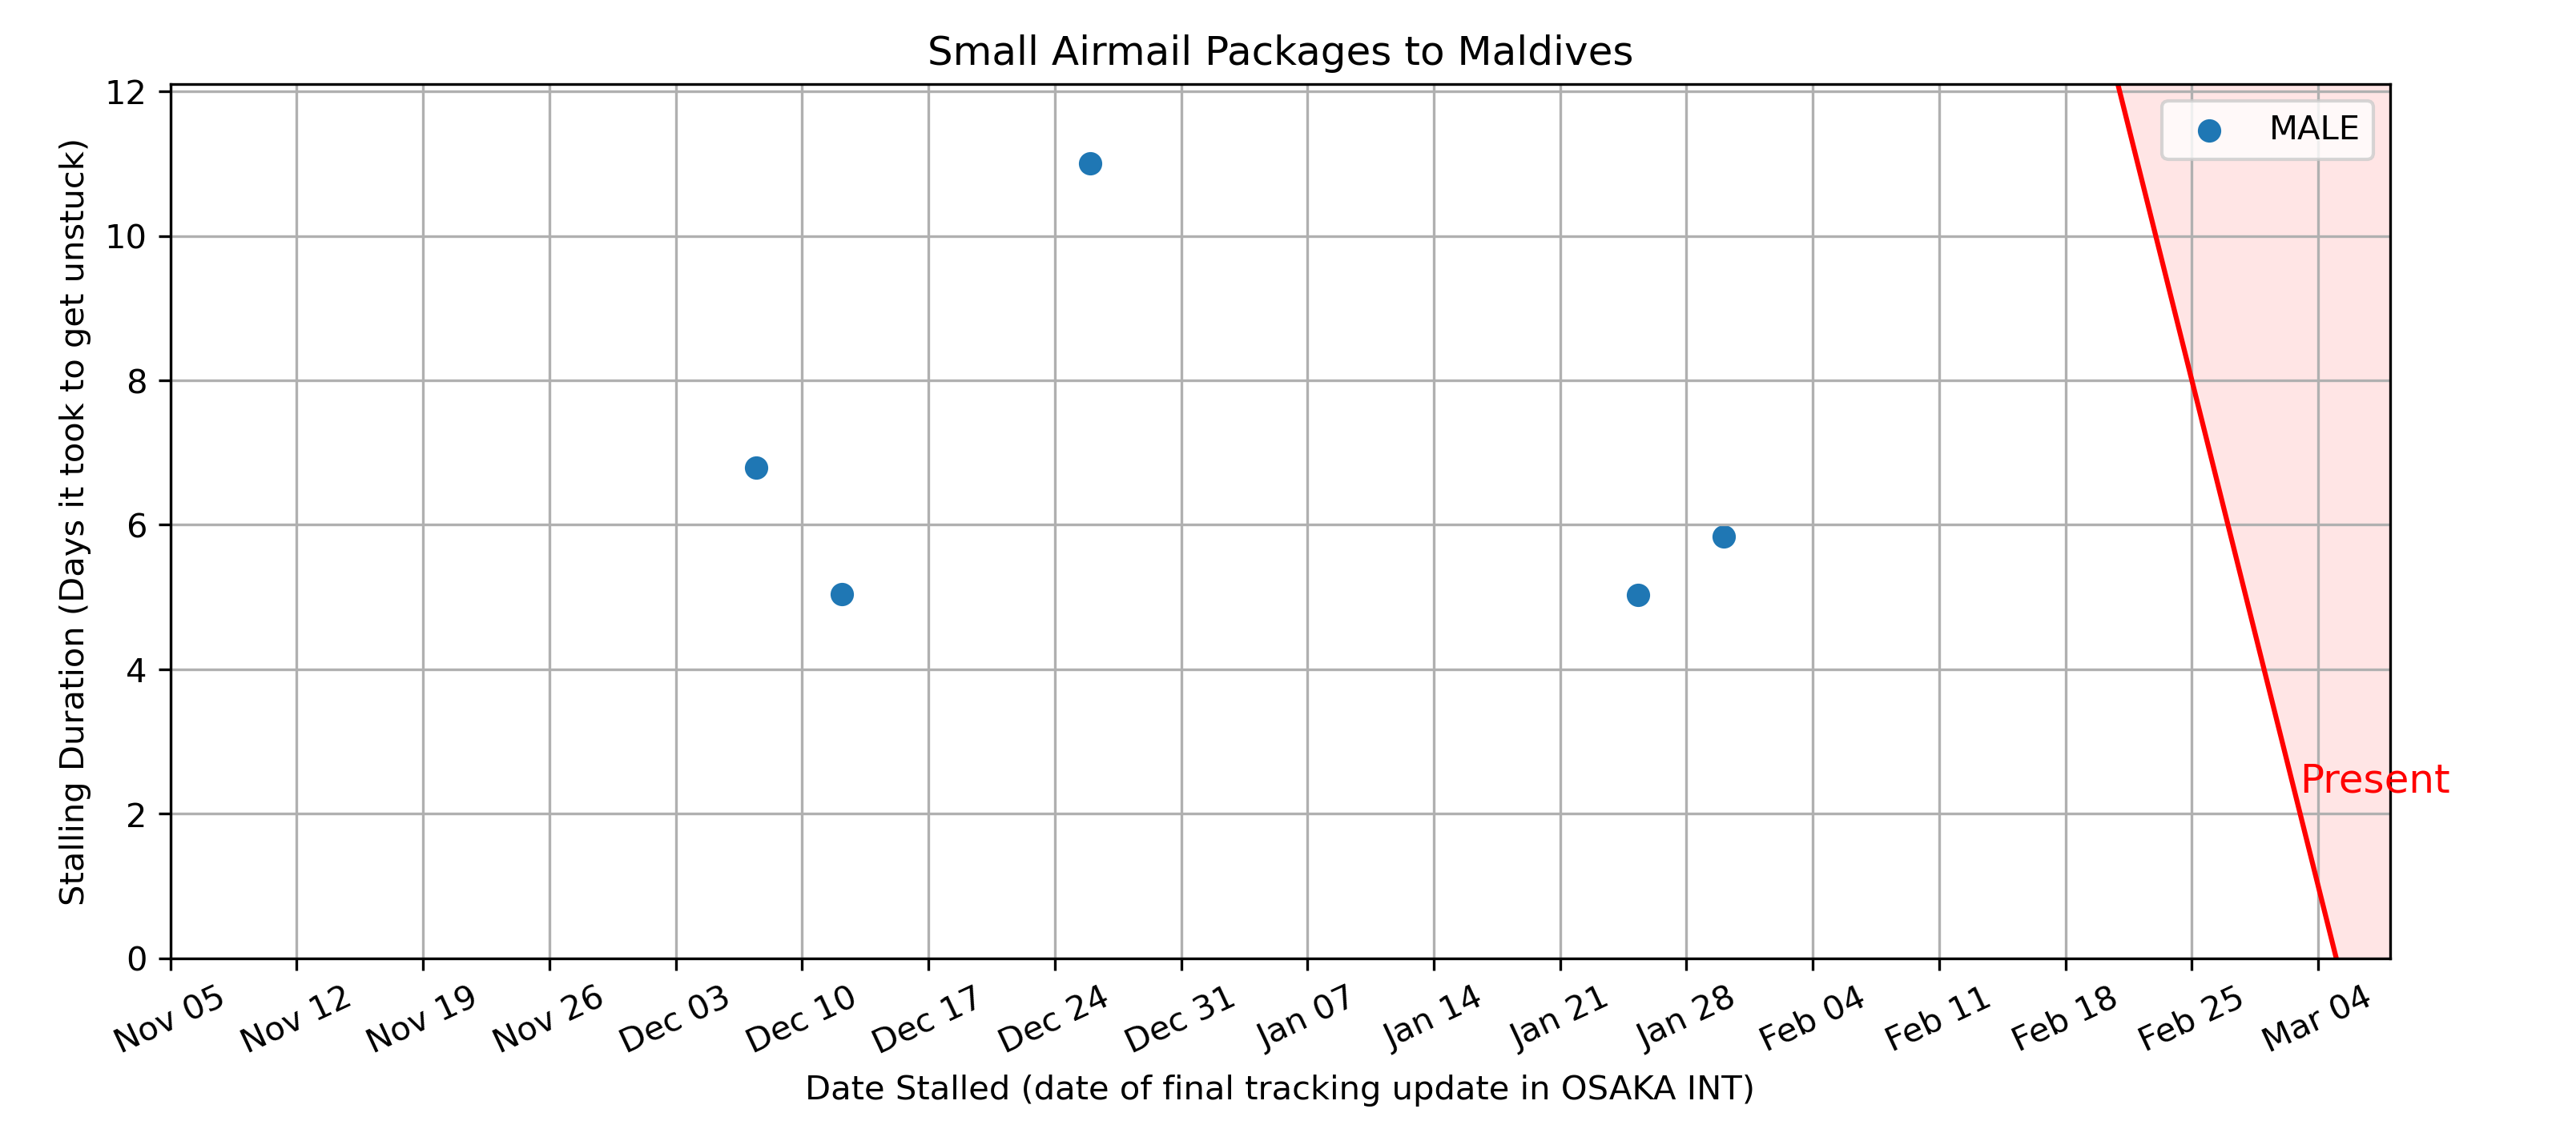 Small Airmail Packages to Maldives
MALE
Stalling Duration (Days it took to get unstuck)
12
10
8
6
4
2
0
Present
Nov 05 Nov 12 Nov 19 Nov 26 Dec 03 Dec 10 Dec 17 Dec 24 Dec 31 Jan 07 Jan 14 Jan 21 Jan 28 Feb 04 Feb 11 Feb 18 Feb 25 Mar 04
Date Stalled (date of final tracking update in OSAKA INT)